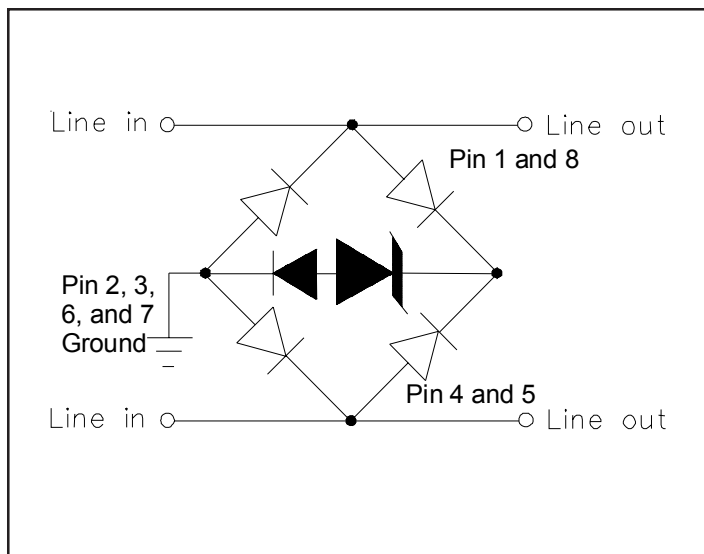 Line in
Line out
Pin 1 and 8
Pin 2, 3,
6, and 7
Ground
Pin 4 and 5
Line in
Line out